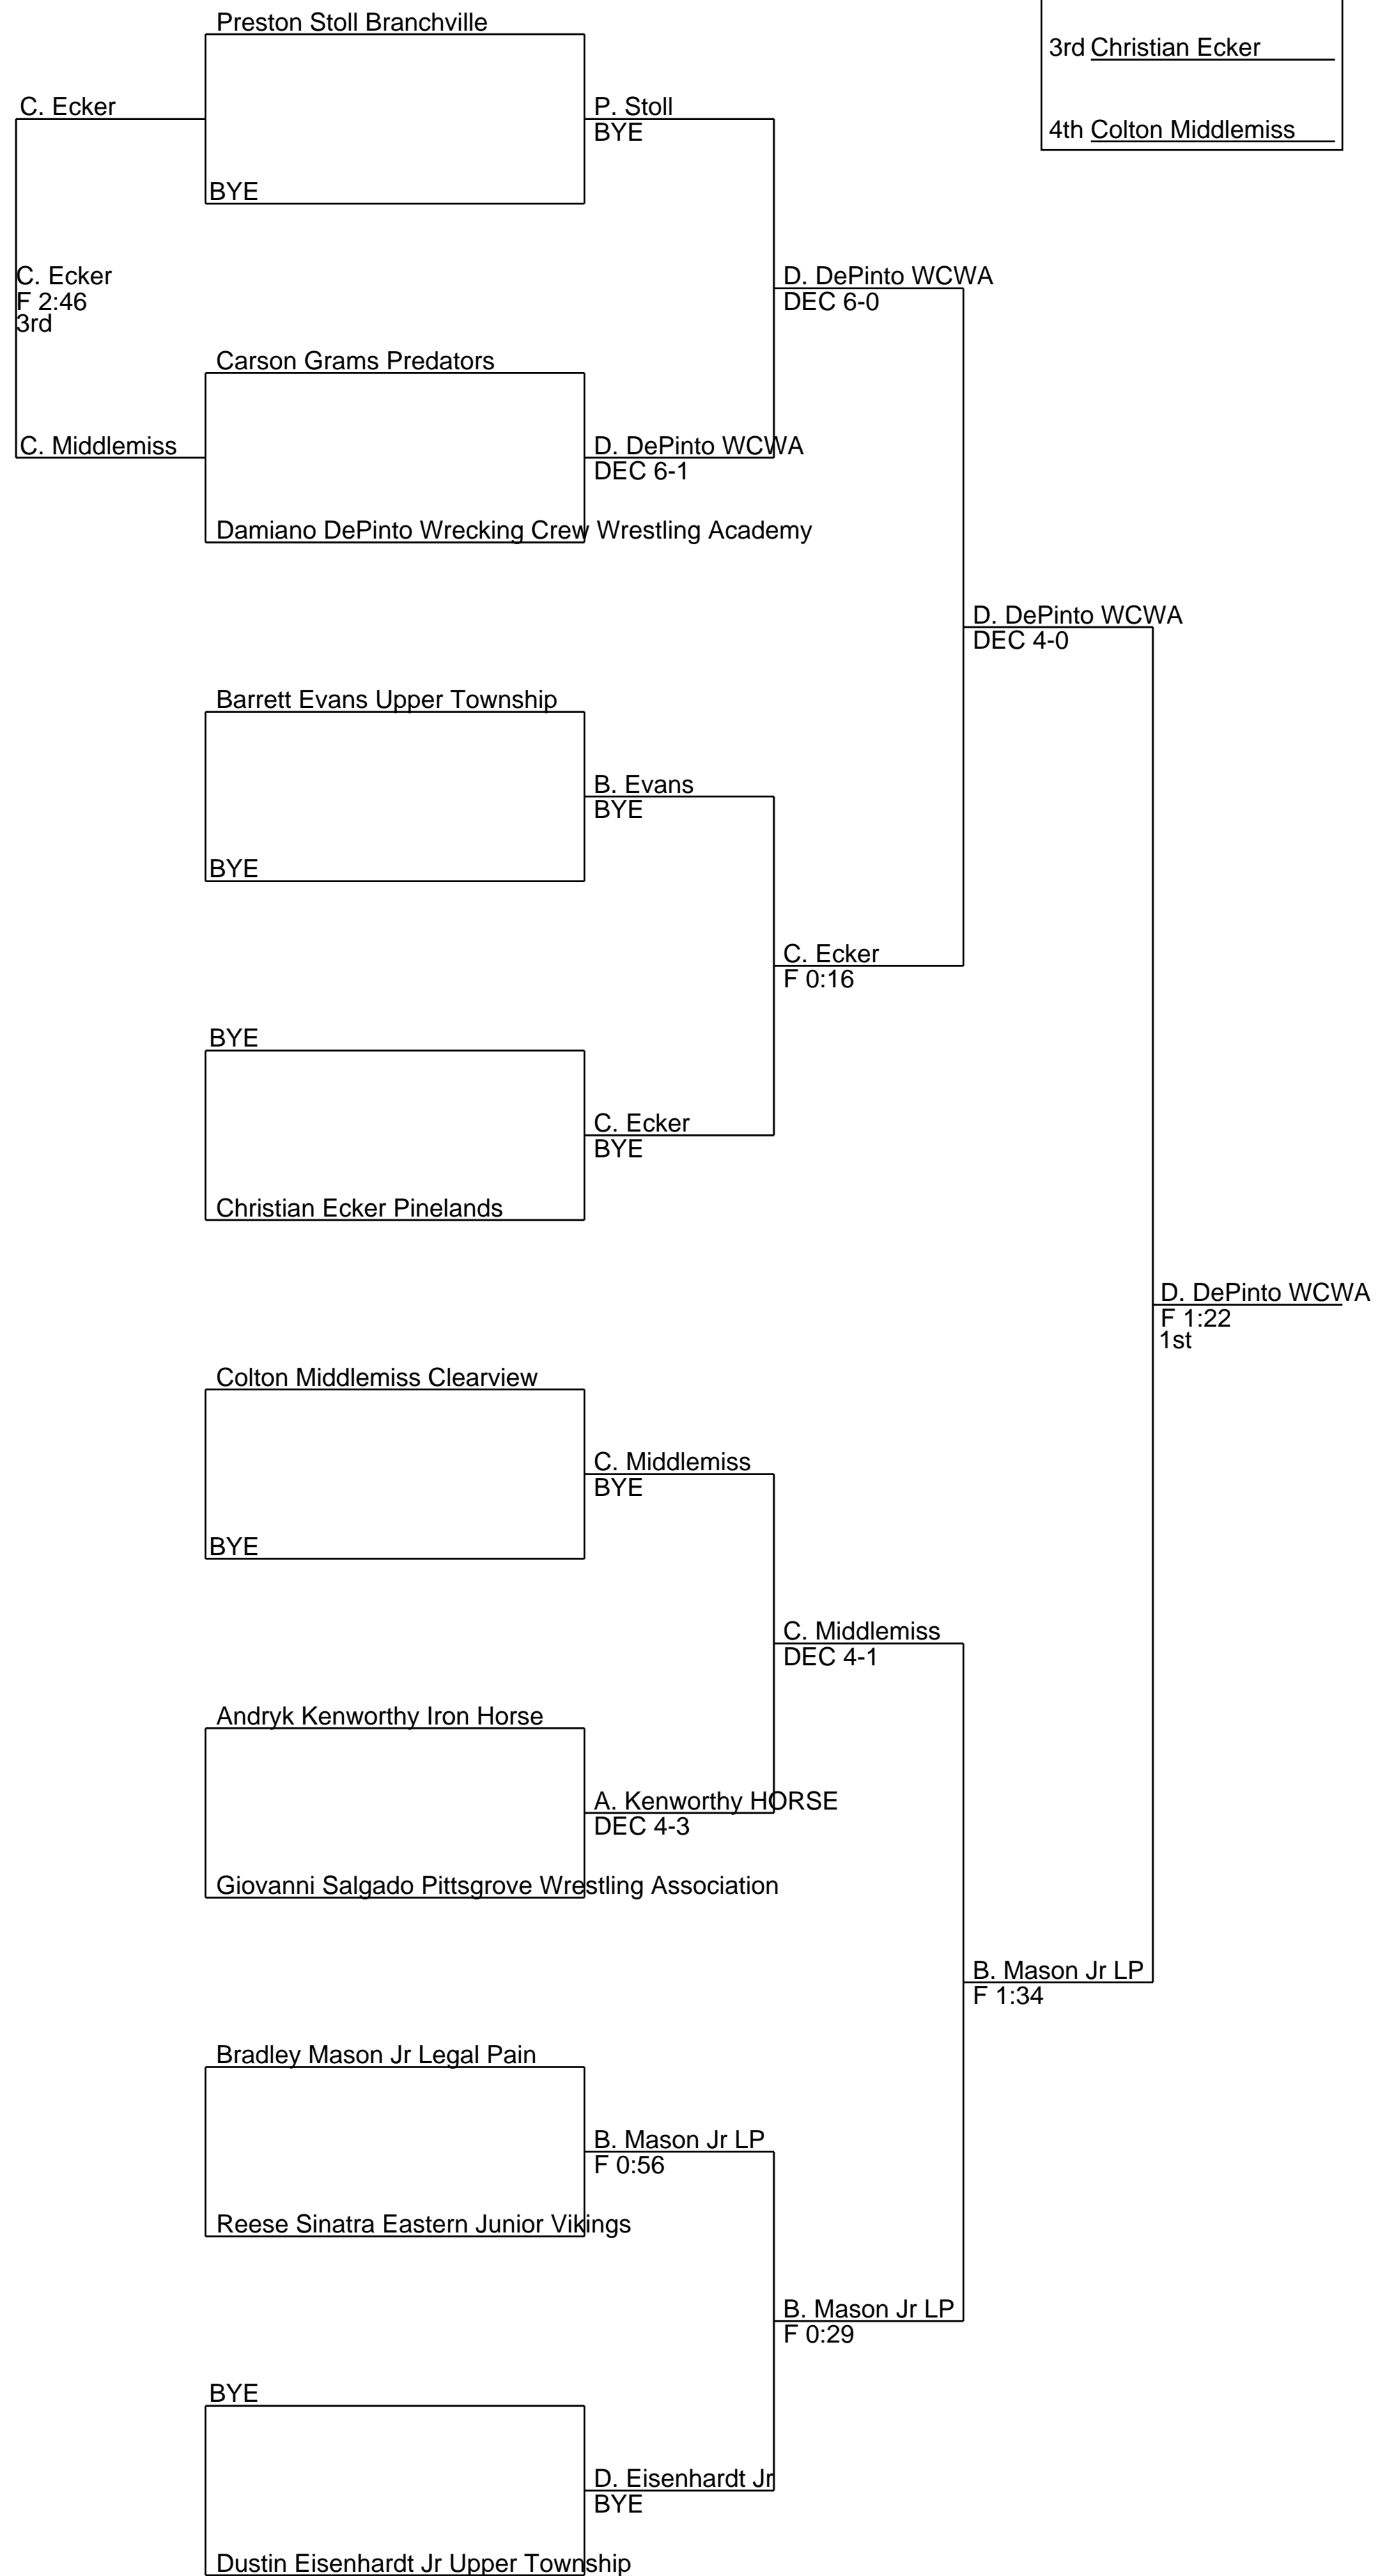 Preston Stoll Branchville
3rd Christian Ecker
C. Ecker
P. Stoll
BYE
4th Colton Middlemiss
BYE
C. Ecker
F 2:46
3rd
D. DePinto WCWA
DEC 6-0
Carson Grams Predators
C. Middlemiss
D. DePinto WCWA
DEC 6-1
Damiano DePinto Wrecking Crew Wrestling Academy
D. DePinto WCWA
DEC 4-0
Barrett Evans Upper Township
B. Evans
BYE
BYE
C. Ecker
F 0:16
BYE
C. Ecker
BYE
Christian Ecker Pinelands
D. DePinto WCWA
F 1:22
1st
Colton Middlemiss Clearview
C. Middlemiss
BYE
BYE
C. Middlemiss
DEC 4-1
Andryk Kenworthy Iron Horse
A. Kenworthy HORSE
DEC 4-3
Giovanni Salgado Pittsgrove Wrestling Association
B. Mason Jr LP
F 1:34
Bradley Mason Jr Legal Pain
B. Mason Jr LP
F 0:56
Reese Sinatra Eastern Junior Vikings
B. Mason Jr LP
F 0:29
BYE
D. Eisenhardt Jr
BYE
Dustin Eisenhardt Jr Upper Township